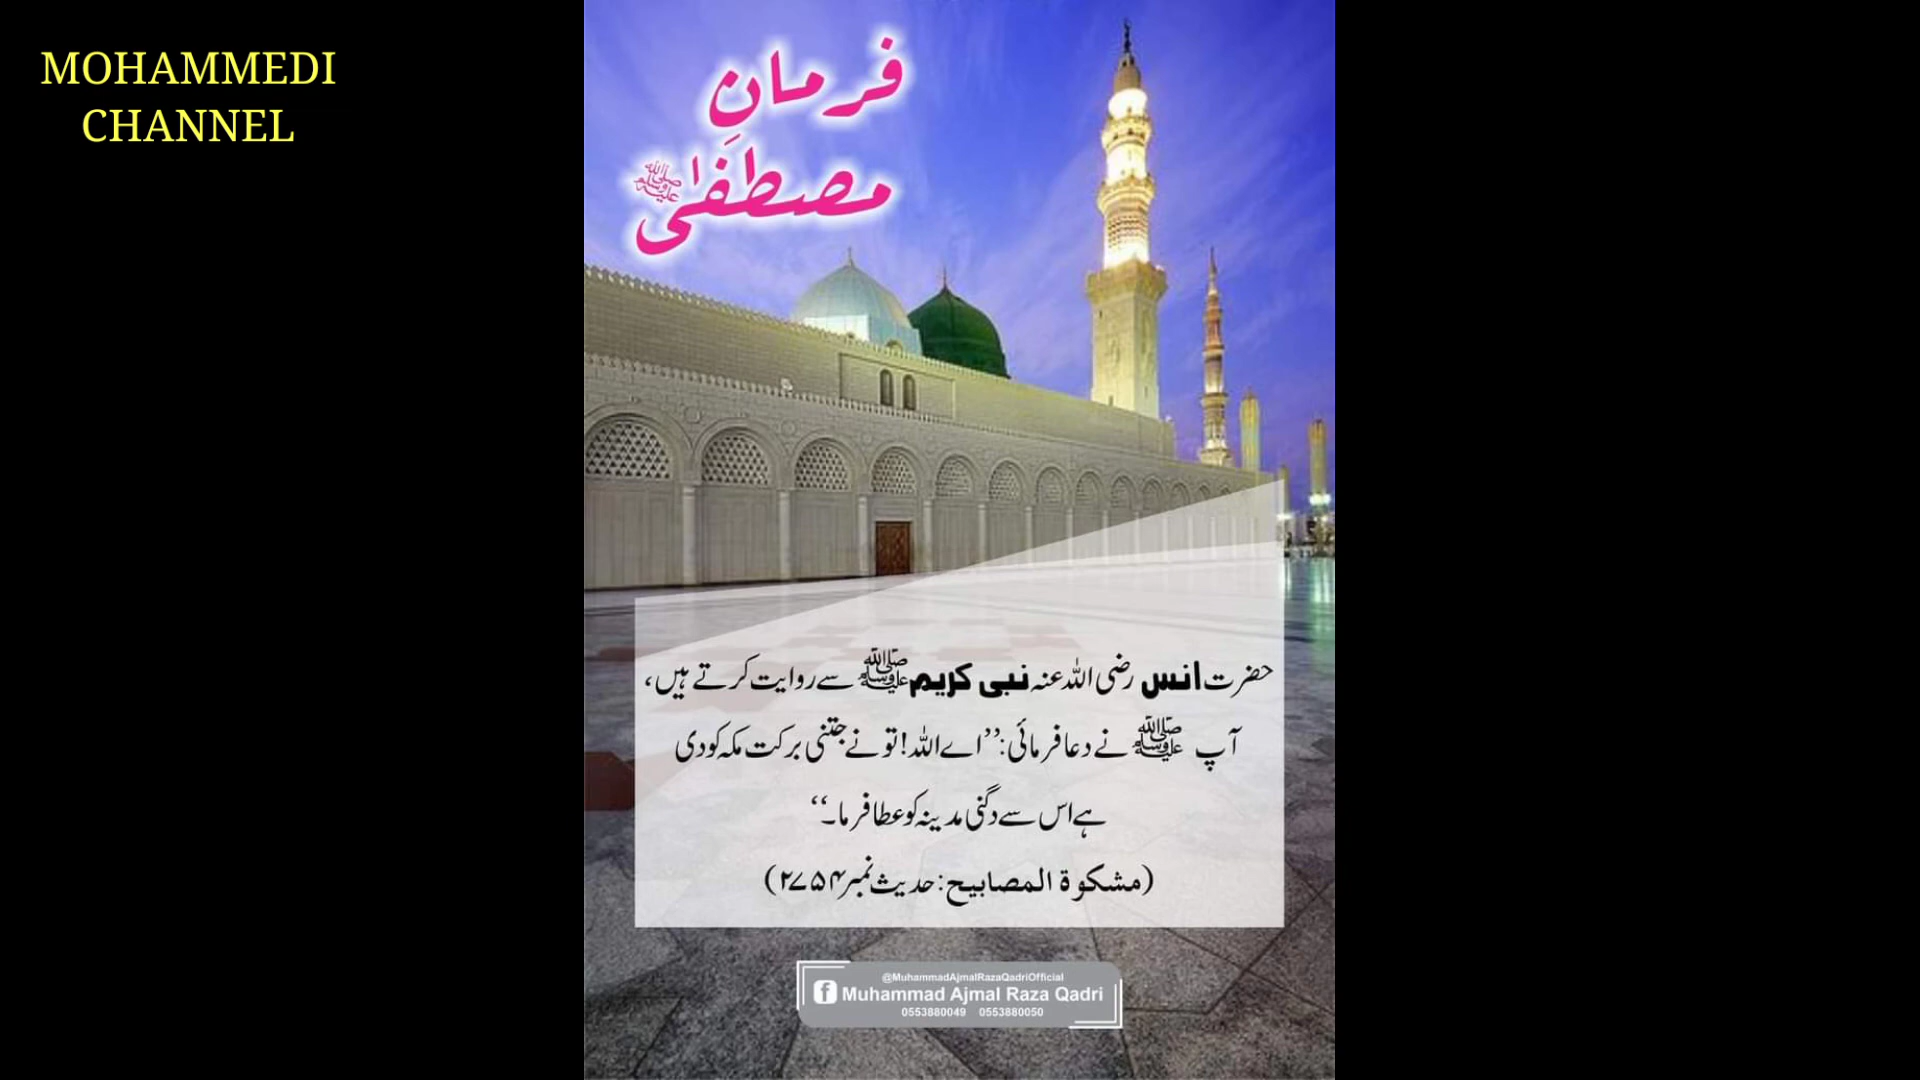 MOHAMMEDI
CHANNEL
فرمانِ
مصطفیٰ ﷺ
حضرت انس رضی اللہ عنہ نبی کریم ﷺ سے روایت کرتے ہیں،
آپ ﷺ نے دعا فرمائی: ’’اے اللہ! تو نے جتنی برکت مکہ کو دی
ہے اس سے دگنی مدینہ کو عطا فرما۔‘‘
(مشکوۃ المصابیح: حدیث نمبر ۲۷۵۴)
@MuhammadAjmalRazaQadriOfficial
Muhammad Ajmal Raza Qadri
0553880049 0553880050